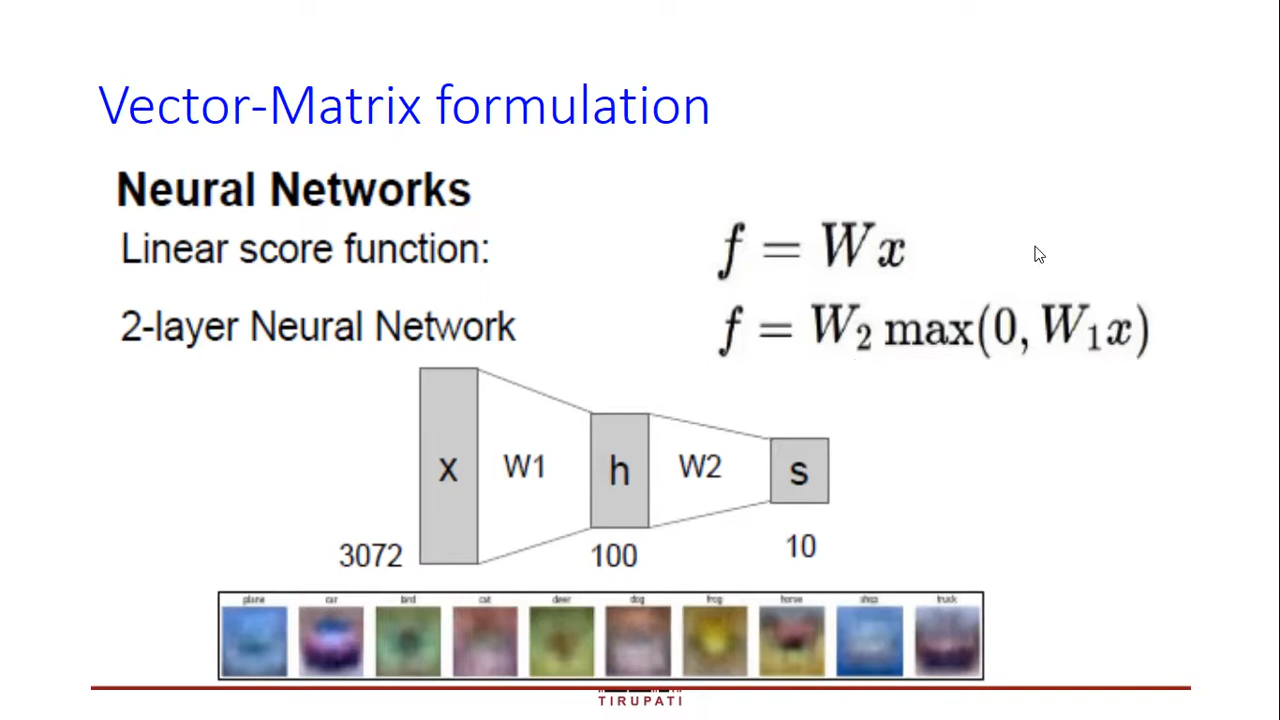 Vector-Matrix formulation
Neural Networks
Linear score function:
f = Wx
2-layer Neural Network
f = W₂ max(0, W₁x)
x
W1
h
W2
s
3072
100
10
plane car bird cat deer dog frog horse ship truck
TIRUPATI